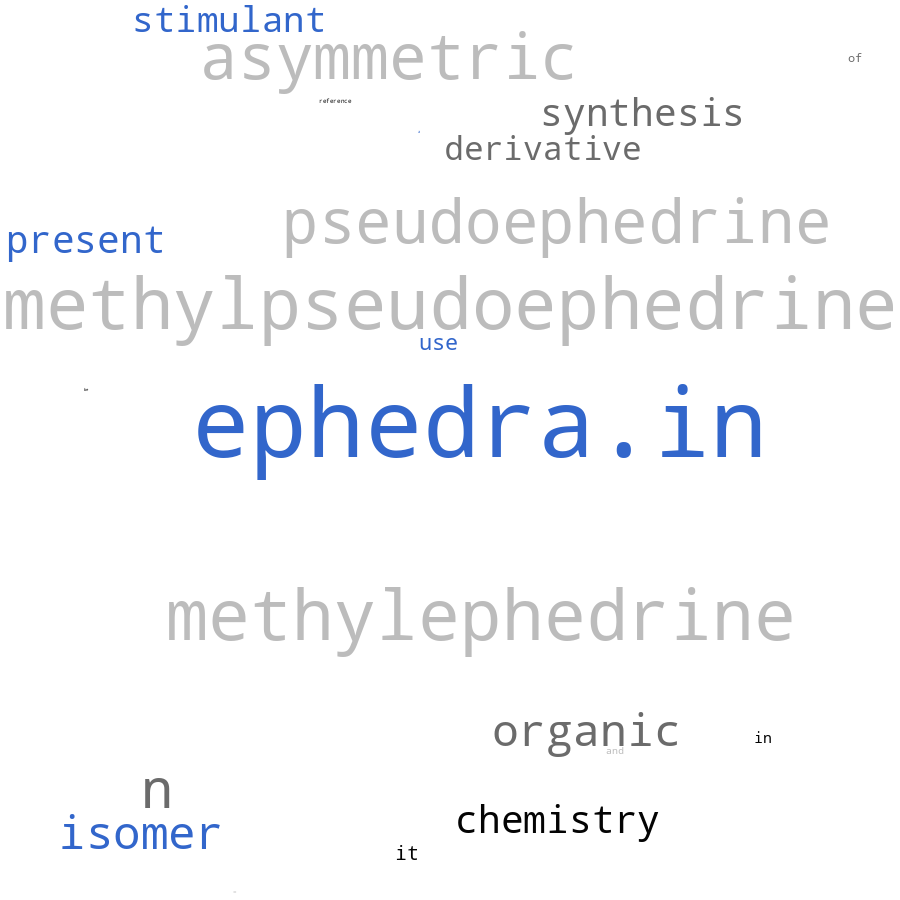 stimulant
asymmetric
of
reference
synthesis
derivative
pseudoephedrine
present
methylpseudoephedrine
use
ephedra.in
methylephedrine
organic
in
and
n
chemistry
isomer
it